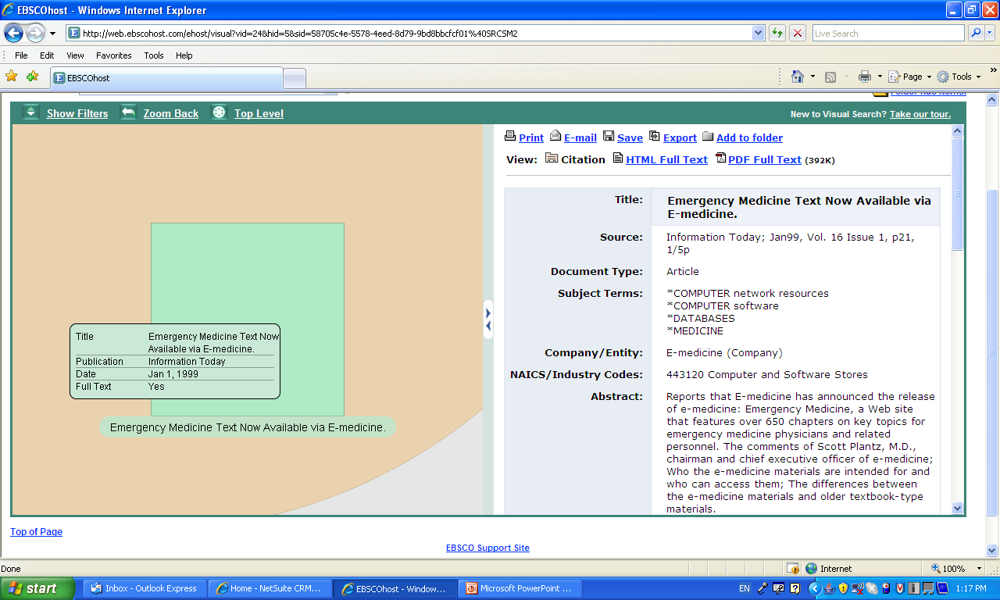 EBSCOhost - Windows Internet Explorer
http://web.ebscohost.com/ehost/visual?vid=24&hid=5&sid=58705c4e-5578-4eed-8d79-9bd8bbcfcf01%40SRCSM2
Live Search
File Edit View Favorites Tools Help
EBSCOhost
Page Tools
Show Filters Zoom Back Top Level
New to Visual Search? Take our tour.
Print E-mail Save Export Add to folder
View: Citation HTML Full Text PDF Full Text (392K)
Title: Emergency Medicine Text Now Available via
E-medicine.
Source: Information Today; Jan99, Vol. 16 Issue 1, p21,
1/5p
Document Type: Article
Subject Terms: *COMPUTER network resources
*COMPUTER software
*DATABASES
*MEDICINE
Company/Entity: E-medicine (Company)
NAICS/Industry Codes: 443120 Computer and Software Stores
Abstract: Reports that E-medicine has announced the release
of e-medicine: Emergency Medicine, a Web site
that features over 650 chapters on key topics for
emergency medicine physicians and related
personnel. The comments of Scott Plantz, M.D.,
chairman and chief executive officer of e-medicine;
Who the e-medicine materials are intended for and
who can access them; The differences between
the e-medicine materials and older textbook-type
materials.
Title Emergency Medicine Text Now
Available via E-medicine.
Publication Information Today
Date Jan 1, 1999
Full Text Yes
Emergency Medicine Text Now Available via E-medicine.
Top of Page
EBSCO Support Site
Done
Internet
100%
start
Inbox - Outlook Express
Home - NetSuite CRM...
EBSCOhost - Window...
Microsoft PowerPoint ...
EN
1:17 PM